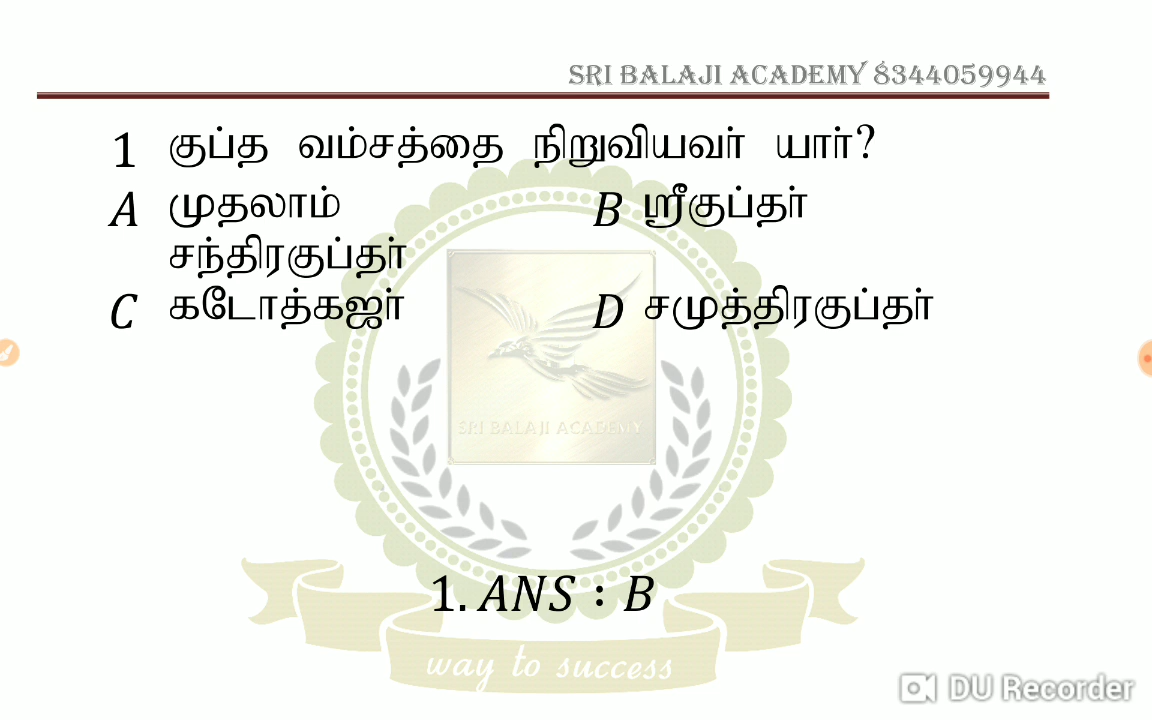 SRI BALAJI ACADEMY 8344059944
1 குப்த வம்சத்தை நிறுவியவர் யார்?
A முதலாம் B ஸ்ரீகுப்தர்
சந்திரகுப்தர்
C கடோத்கஜர் D சமுத்திரகுப்தர்
SRI BALAJI ACADEMY
1. ANS : B
way to success
DU Recorder